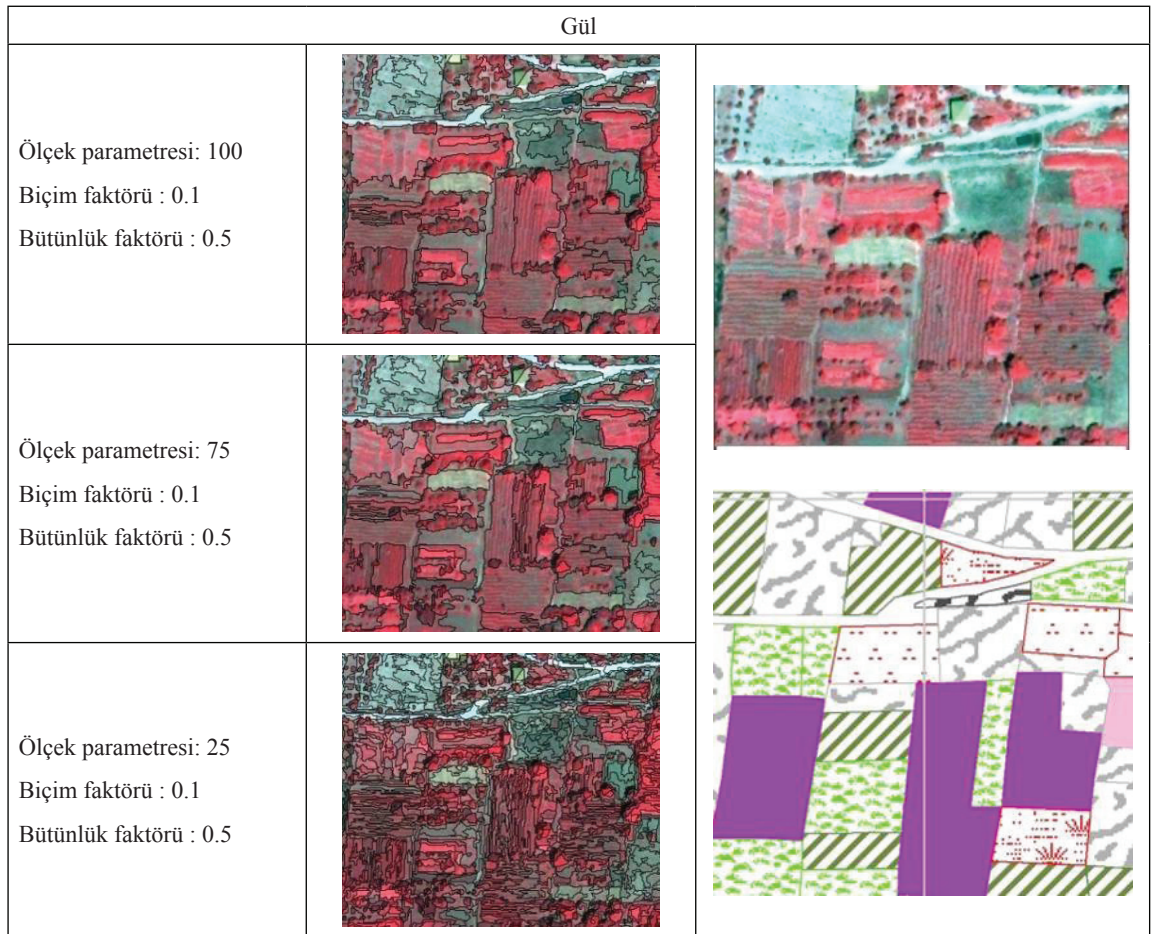 Gül
Ölçek parametresi: 100
Biçim faktörü : 0.1
Bütünlük faktörü : 0.5
Ölçek parametresi: 75
Biçim faktörü : 0.1
Bütünlük faktörü : 0.5
Ölçek parametresi: 25
Biçim faktörü : 0.1
Bütünlük faktörü : 0.5